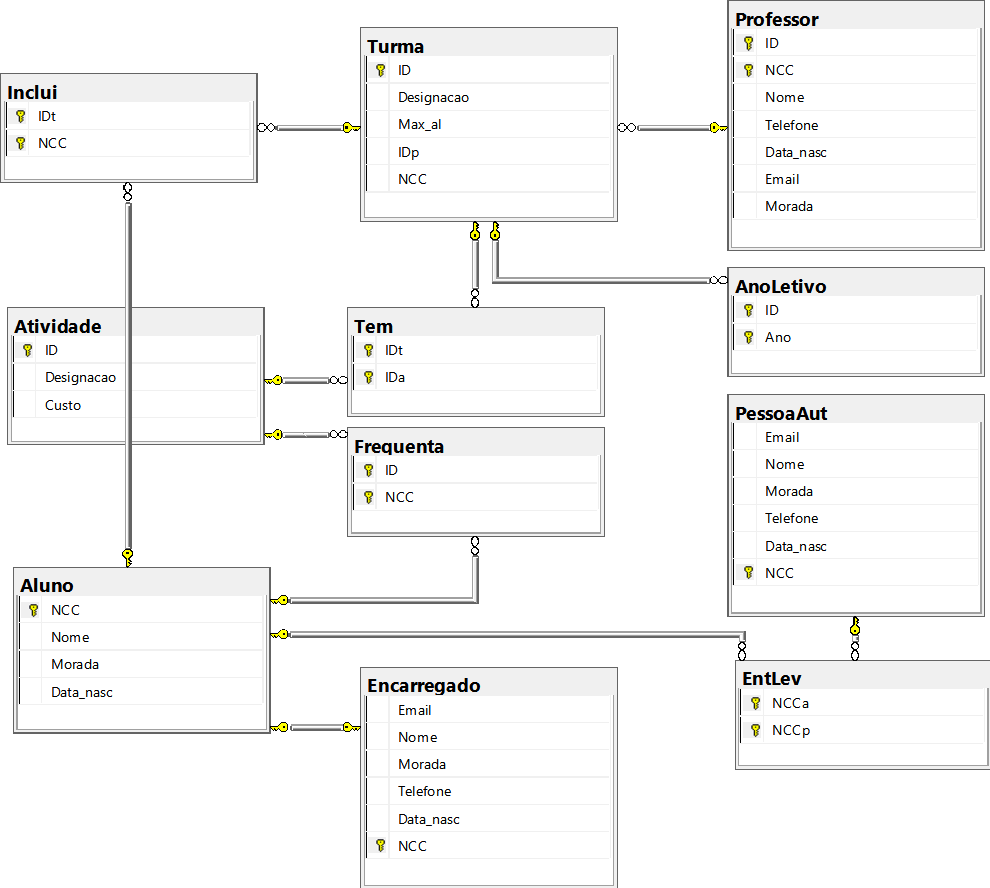 Professor
ID
NCC
Nome
Telefone
Data_nasc
Email
Morada
Turma
ID
Designacao
Max_al
IDp
NCC
Inclui
IDt
NCC
AnoLetivo
ID
Ano
Atividade
ID
Designacao
Custo
Tem
IDt
IDa
PessoaAut
Email
Nome
Morada
Telefone
Data_nasc
NCC
Frequenta
ID
NCC
Aluno
NCC
Nome
Morada
Data_nasc
Encarregado
Email
Nome
Morada
Telefone
Data_nasc
NCC
EntLev
NCCa
NCCp